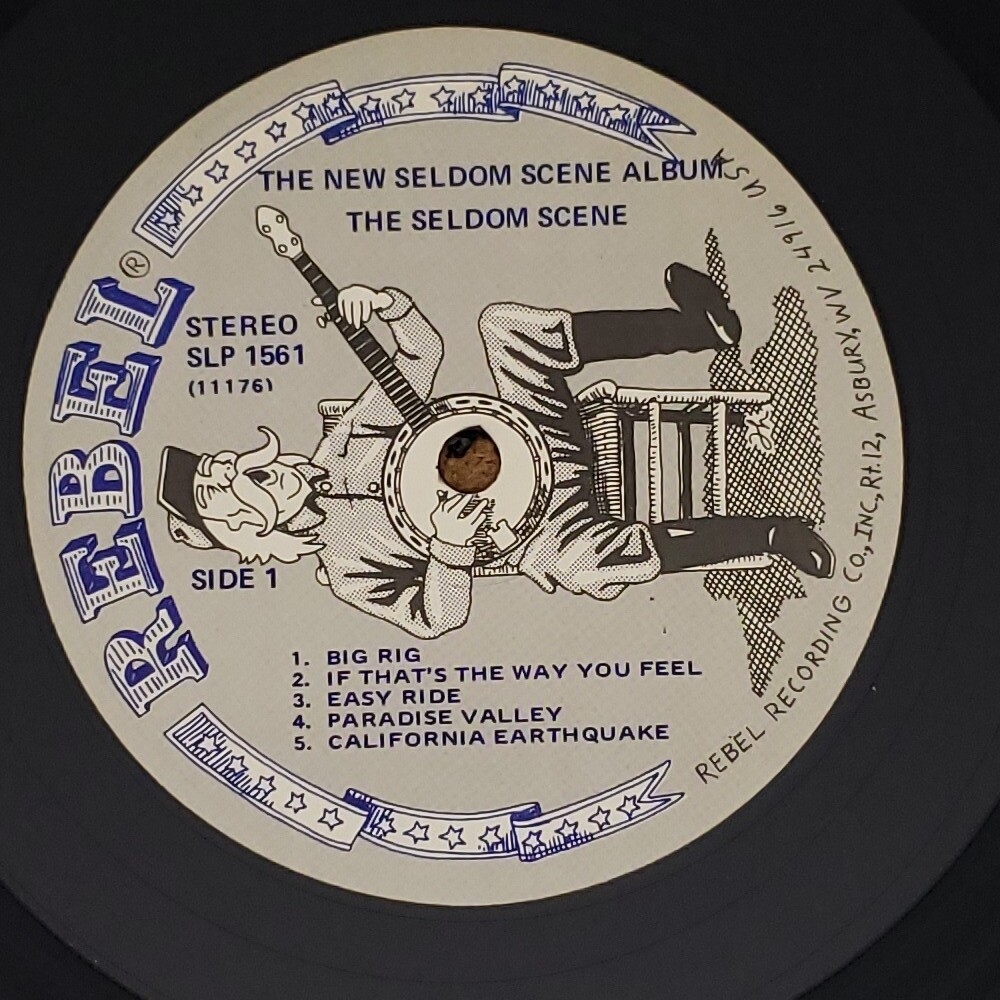 THE NEW SELDOM SCENE ALBUM
THE SELDOM SCENE
REBEL®
STEREO
SLP 1561
(11176)
SIDE 1
1. BIG RIG
2. IF THAT'S THE WAY YOU FEEL
3. EASY RIDE
4. PARADISE VALLEY
5. CALIFORNIA EARTHQUAKE
REBEL RECORDING CO., INC, Rt. 12, ASBURY, WV 24916 USA